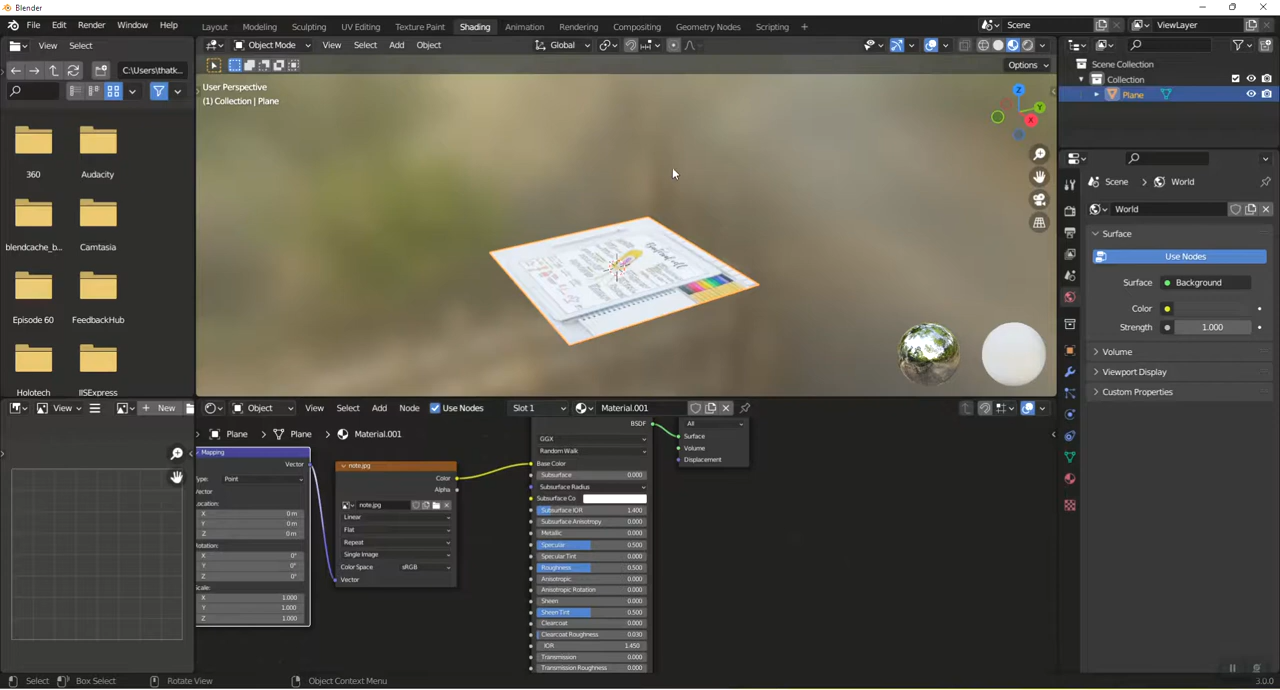 Blender
File Edit Render Window Help Layout Modeling Sculpting UV Editing Texture Paint Shading Animation Rendering Compositing Geometry Nodes Scripting + Scene ViewLayer
View Select Object Mode View Select Add Object Global
C:\Users\thatk... Options
User Perspective
(1) Collection | Plane
360 Audacity
blendcache_b... Camtasia
Episode 60 FeedbackHub
Holotech IISExpress
Z
Y
X
Scene Collection
Collection
Plane
Scene World
World
Surface
Use Nodes
Surface Background
Color
Strength 1.000
Volume
Viewport Display
Custom Properties
View + New Object View Select Add Node Use Nodes Slot 1 Material.001
Plane Plane Material.001
Mapping
Vector
Type: Point
Vector
Location:
X 0 m
Y 0 m
Z 0 m
Rotation:
X 0°
Y 0°
Z 0°
Scale:
X 1.000
Y 1.000
Z 1.000
note.jpg
Color
Alpha
note.jpg
Linear
Flat
Repeat
Single Image
Color Space sRGB
Vector
BSDF
GGX
Random Walk
Base Color
Subsurface 0.000
Subsurface Radius
Subsurface Co
Subsurface IOR 1.400
Subsurface Anisotropy 0.000
Metallic 0.000
Specular 0.500
Specular Tint 0.000
Roughness 0.500
Anisotropic 0.000
Anisotropic Rotation 0.000
Sheen 0.000
Sheen Tint 0.500
Clearcoat 0.000
Clearcoat Roughness 0.030
IOR 1.450
Transmission 0.000
Transmission Roughness 0.000
All
Surface
Volume
Displacement
Select Box Select Rotate View Object Context Menu 3.0.0